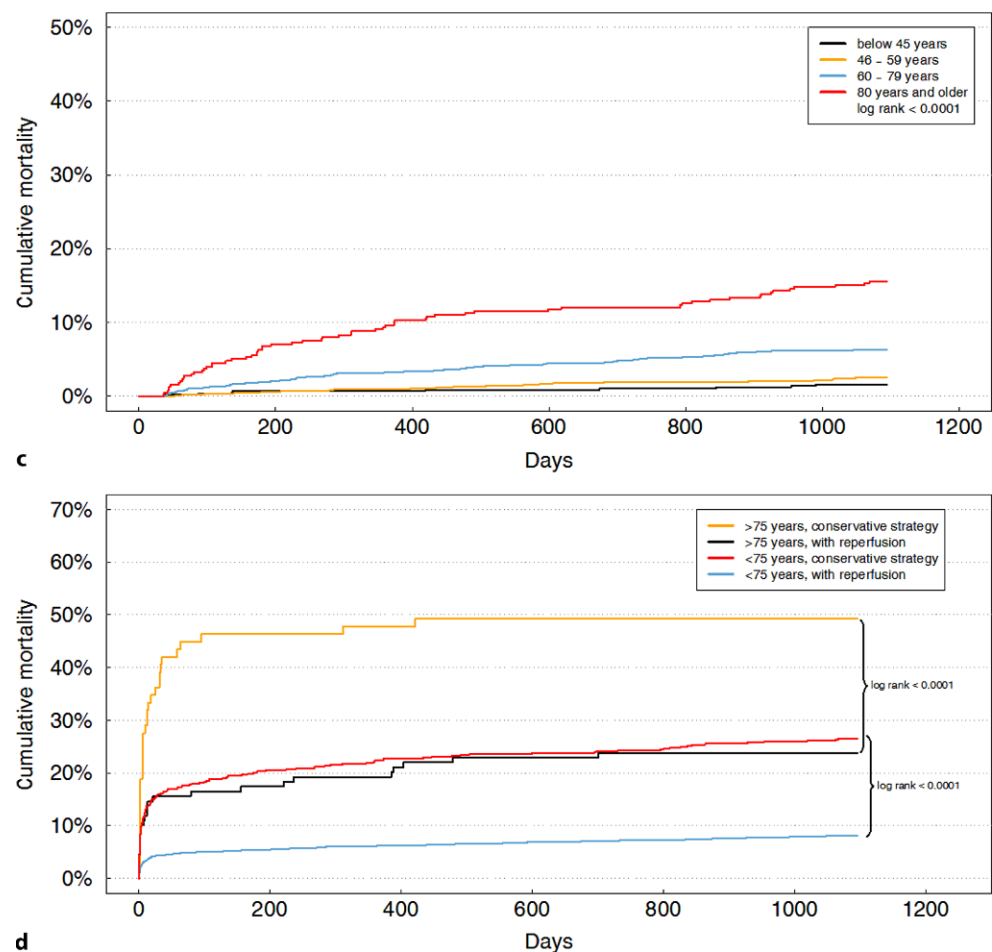 50%
40%
30%
20%
10%
0%
Cumulative mortality
below 45 years
46 – 59 years
60 – 79 years
80 years and older
log rank < 0.0001
0 200 400 600 800 1000 1200
Days
c
70%
60%
50%
40%
30%
20%
10%
0%
Cumulative mortality
>75 years, conservative strategy
>75 years, with reperfusion
<75 years, conservative strategy
<75 years, with reperfusion
log rank < 0.0001
log rank < 0.0001
0 200 400 600 800 1000 1200
Days
d